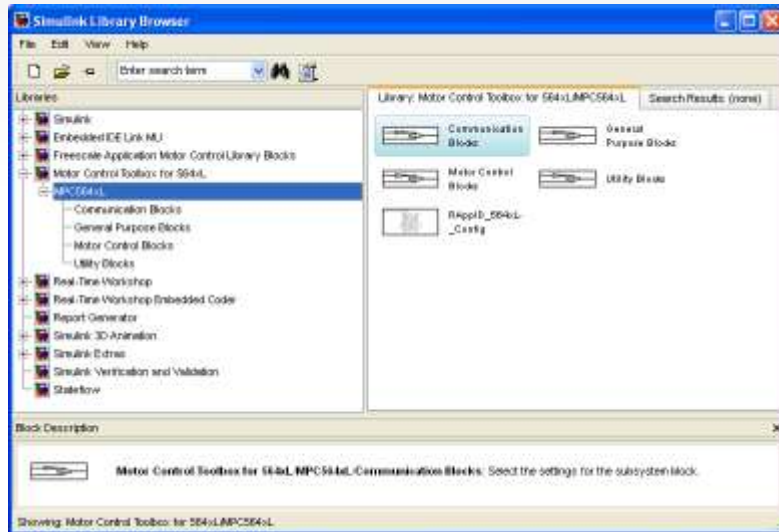 Simulink Library Browser
File Edit View Help
Enter search term
Libraries
Simulink
Embedded IDE Link MU
Freescale Application Motor Control Library Blocks
Motor Control Toolbox for 564xL
MPC564xL
Communication Blocks
General Purpose Blocks
Motor Control Blocks
Utility Blocks
Real-Time Workshop
Real-Time Workshop Embedded Coder
Report Generator
Simulink 3D Animation
Simulink Extras
Simulink Verification and Validation
Stateflow
Library: Motor Control Toolbox for 564xL/MPC564xL
Search Results: (none)
Communication
Blocks
General
Purpose Blocks
Motor Control
Blocks
Utility Blocks
RAppID_564xL
_Config
Block Description
Motor Control Toolbox for 564xL/MPC564xL/Communication Blocks: Select the settings for the subsystem block.
Showing: Motor Control Toolbox for 564xL/MPC564xL